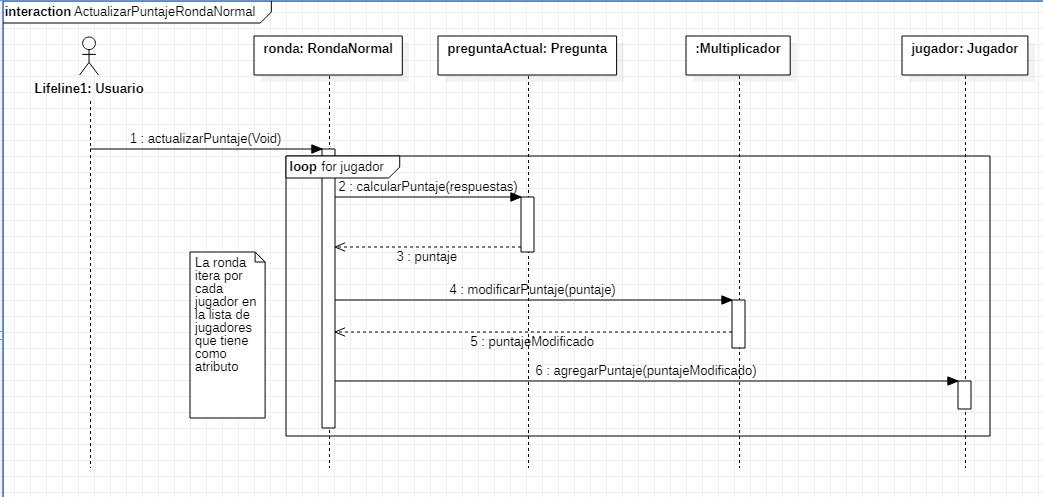 interaction ActualizarPuntajeRondaNormal
Lifeline1: Usuario
ronda: RondaNormal
preguntaActual: Pregunta
:Multiplicador
jugador: Jugador
1 : actualizarPuntaje(Void)
loop for jugador
2 : calcularPuntaje(respuestas)
3 : puntaje
La ronda
itera por
cada
jugador en
la lista de
jugadores
que tiene
como
atributo
4 : modificarPuntaje(puntaje)
5 : puntajeModificado
6 : agregarPuntaje(puntajeModificado)